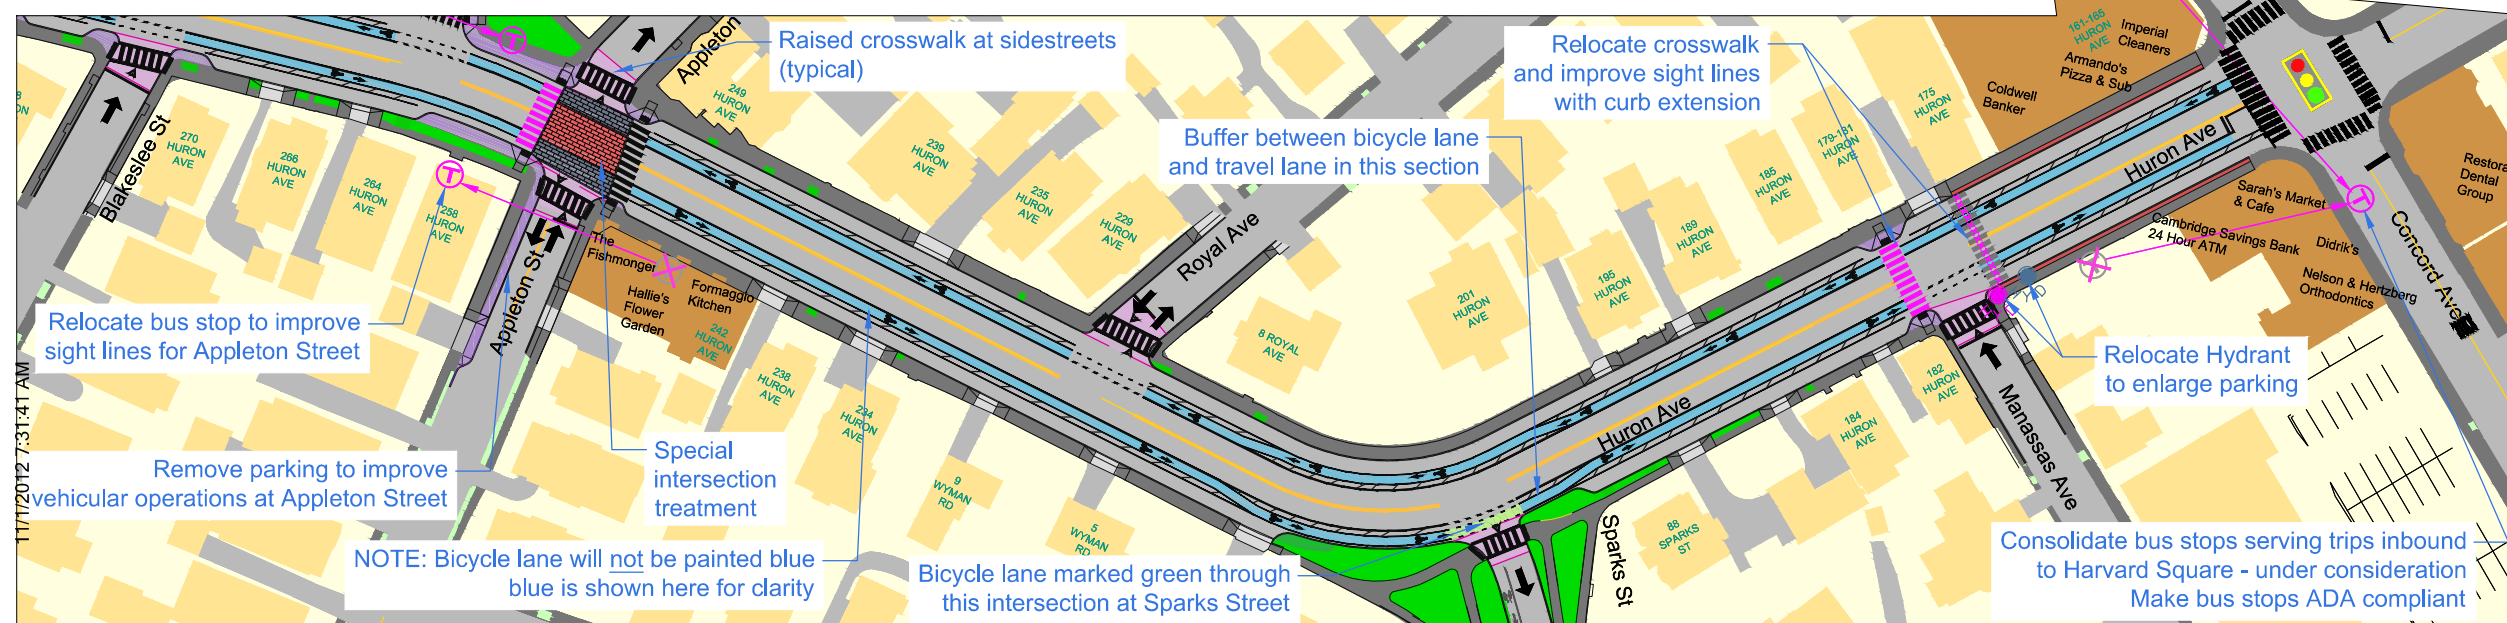 Raised crosswalk at sidestreets
(typical)
Relocate crosswalk
and improve sight lines
with curb extension
Buffer between bicycle lane
and travel lane in this section
Relocate bus stop to improve
sight lines for Appleton Street
Remove parking to improve
vehicular operations at Appleton Street
Special
intersection
treatment
NOTE: Bicycle lane will not be painted blue
blue is shown here for clarity
Bicycle lane marked green through
this intersection at Sparks Street
Relocate Hydrant
to enlarge parking
Consolidate bus stops serving trips inbound
to Harvard Square - under consideration
Make bus stops ADA compliant
11/1/2012 7:31:41 AM
Blakeslee St
Appleton St
Appleton
Royal Ave
Huron Ave
Huron Ave
Sparks St
Manassas Ave
Concord Ave
270
HURON
AVE
266
HURON
AVE
264
HURON
AVE
258
HURON
AVE
249
HURON
AVE
239
HURON
AVE
235
HURON
AVE
229
HURON
AVE
The
Fishmonger
Hallie's
Flower
Garden
Formaggio
Kitchen
242
HURON
AVE
238
HURON
AVE
234
HURON
AVE
9
WYMAN
RD
5
WYMAN
RD
8 ROYAL
AVE
201
HURON
AVE
195
HURON
AVE
189
HURON
AVE
185
HURON
AVE
179-181
HURON
AVE
175
HURON
AVE
161-165
HURON
AVE
Imperial
Cleaners
Armando's
Pizza & Sub
Coldwell
Banker
88
SPARKS
ST
184
HURON
AVE
182
HURON
AVE
Sarah's Market
& Cafe
Cambridge Savings Bank
24 Hour ATM
Didrik's
Nelson & Hertzberg
Orthodontics
Dental
Group
T
T
T